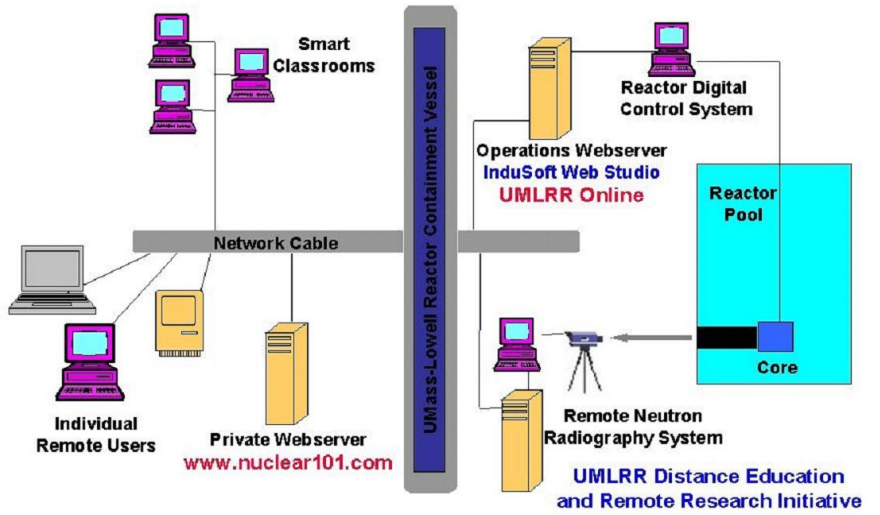 Smart
Classrooms
UMass-Lowell Reactor Containment Vessel
Reactor Digital
Control System
Operations Webserver
InduSoft Web Studio
UMLRR Online
Reactor
Pool
Network Cable
Core
Individual
Remote Users
Private Webserver
www.nuclear101.com
Remote Neutron
Radiography System
UMLRR Distance Education
and Remote Research Initiative